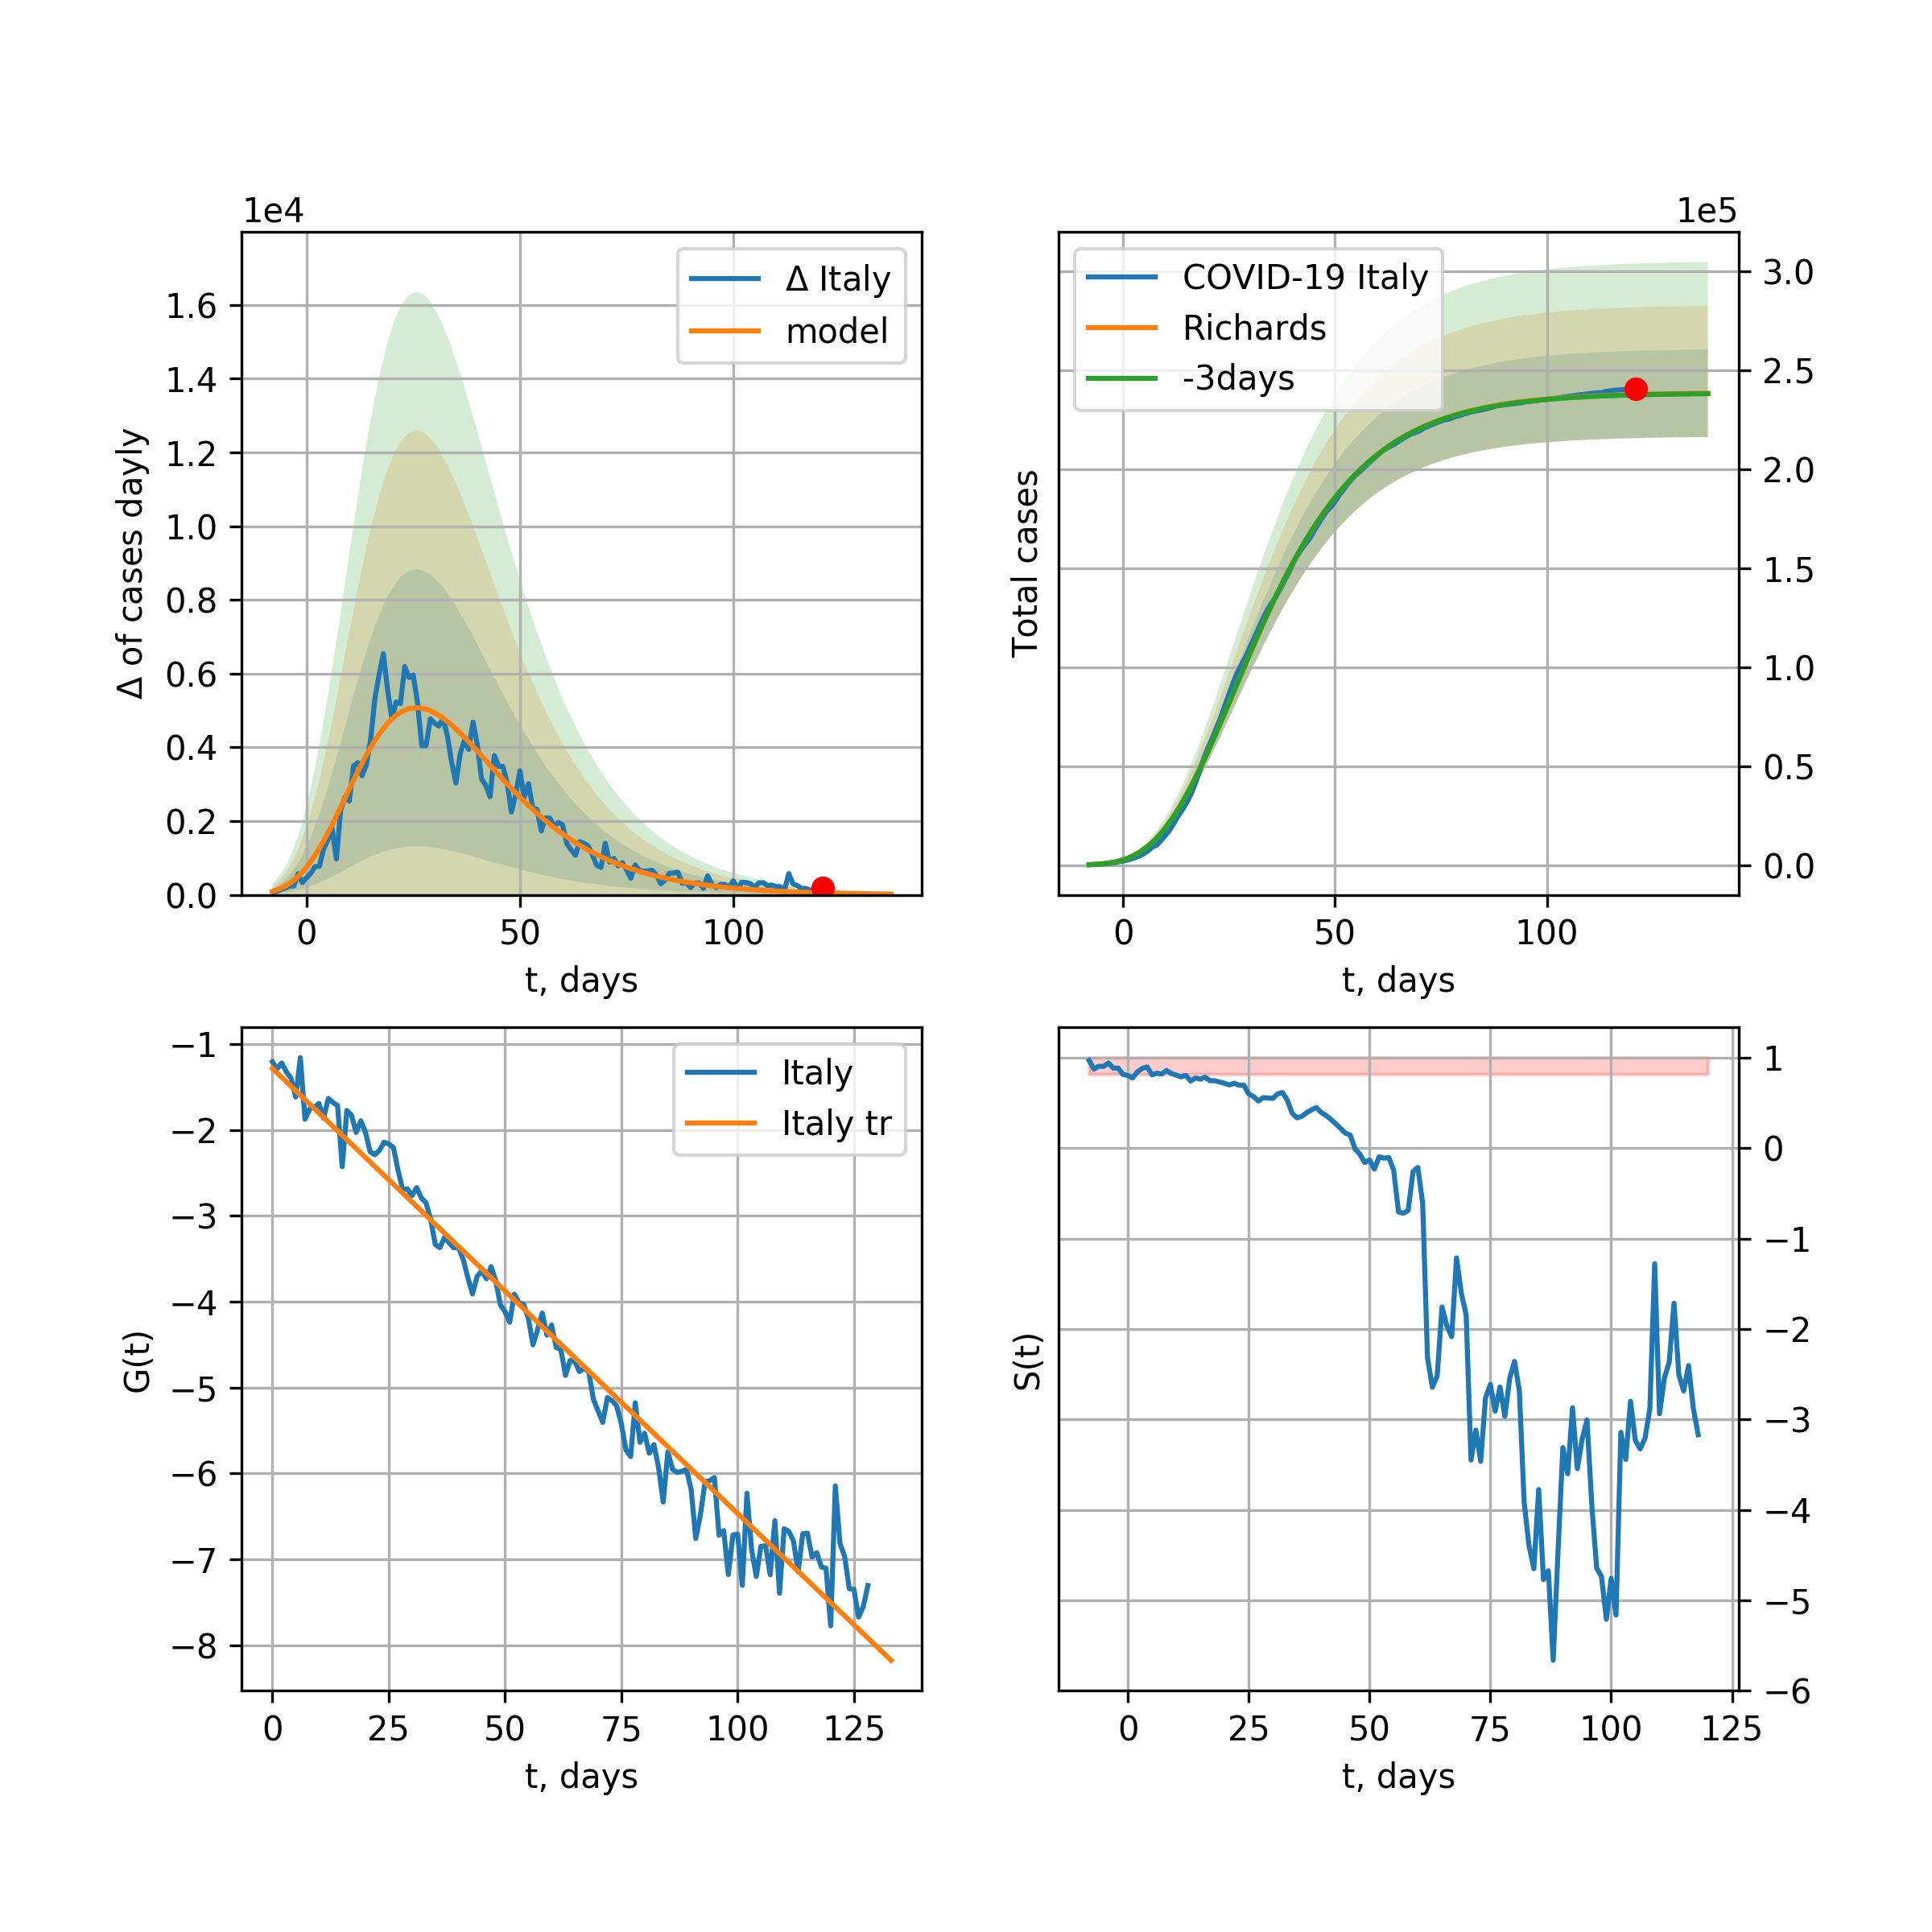 1e4
Δ of cases dayly
1.6
1.4
1.2
1.0
0.8
0.6
0.4
0.2
0.0
Δ Italy
model
0 50 100
t, days
1e5
Total cases
COVID-19 Italy
Richards
-3days
3.0
2.5
2.0
1.5
1.0
0.5
0.0
0 50 100
t, days
G(t)
−1
−2
−3
−4
−5
−6
−7
−8
Italy
Italy tr
0 25 50 75 100 125
t, days
S(t)
1
0
−1
−2
−3
−4
−5
−6
0 25 50 75 100 125
t, days